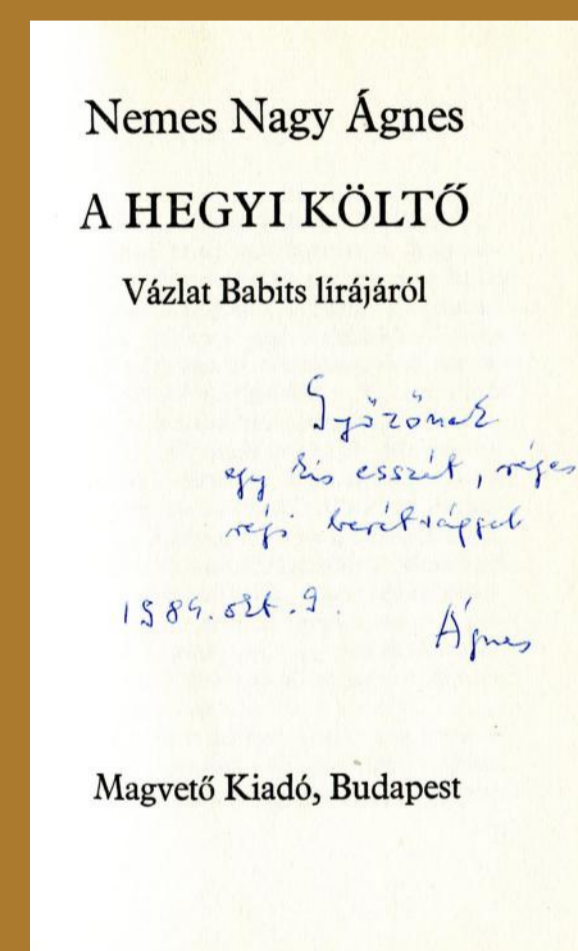 Nemes Nagy Ágnes
A HEGYI KÖLTŐ
Vázlat Babits lírájáról
Győzőnek
egy kis esszét, réges
régi barátsággal
1984. okt. 9.
Ágnes
Magvető Kiadó, Budapest